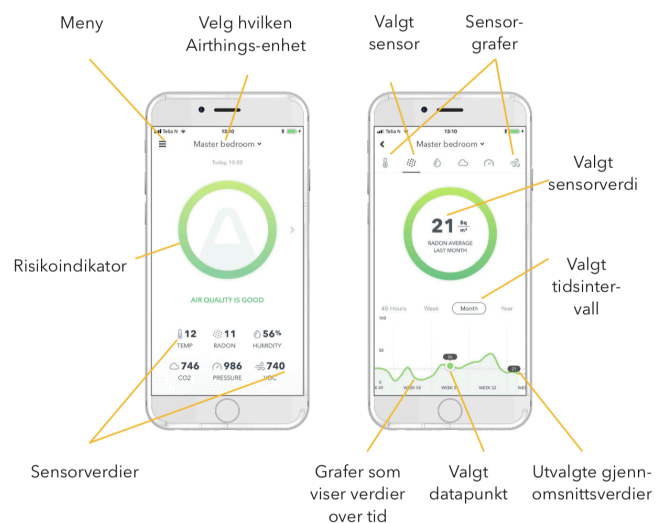 Meny
Velg hvilken
Airthings-enhet
Valgt
sensor
Sensor-
grafer
Telia N
13:10
Master bedroom
Today, 13:02
AIR QUALITY IS GOOD
12
TEMP
11
RADON
56%
HUMIDITY
746
CO2
986
PRESSURE
740
VOC
Risikoindikator
Sensorverdier
Telia N
13:10
Master bedroom
21 Bq
m³
RADON AVERAGE
LAST MONTH
48 Hours Week Month Year
100
50
0
WEEK 50
WEEK 52
21
Valgt
sensorverdi
Valgt
tidsinter-
vall
Grafer som
viser verdier
over tid
Valgt
datapunkt
Utvalgte gjenn-
omsnittsverdier